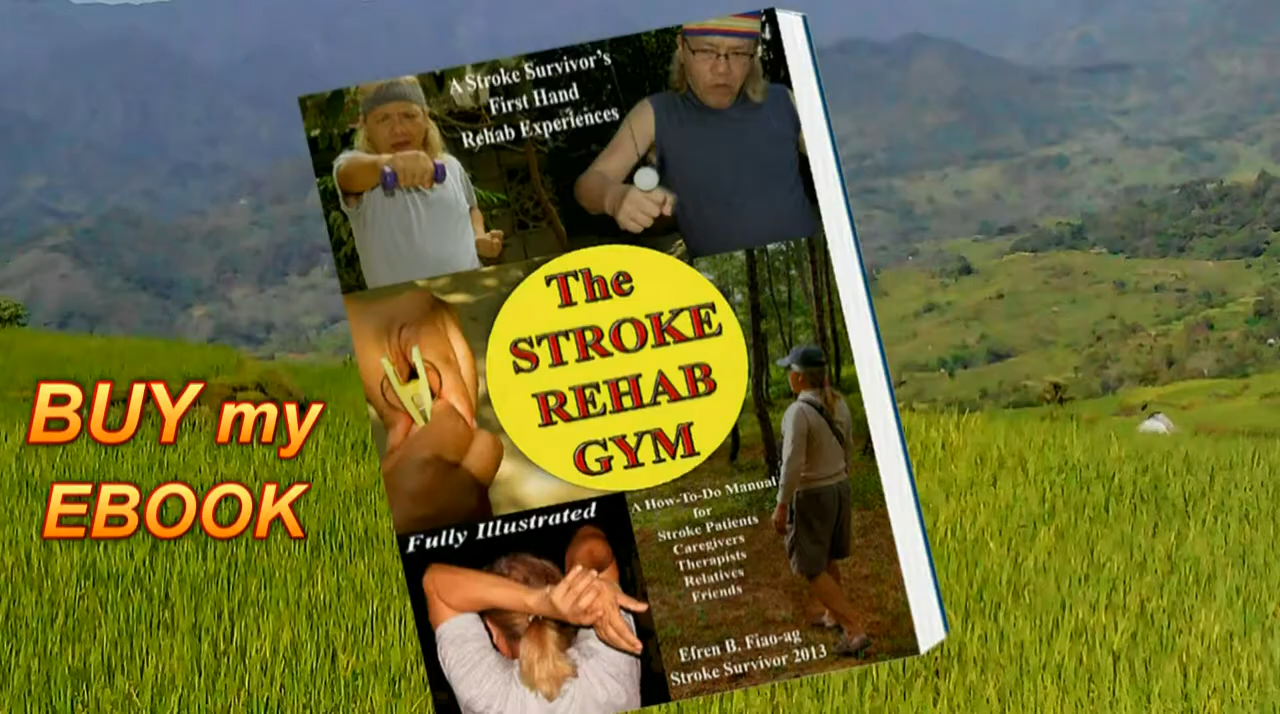 BUY my
EBOOK
A Stroke Survivor's
First Hand
Rehab Experiences
The
STROKE
REHAB
GYM
Fully Illustrated
A How-To-Do Manual
for
Stroke Patients
Caregivers
Therapists
Relatives
Friends
Efren B. Fiao-ag
Stroke Survivor 2013